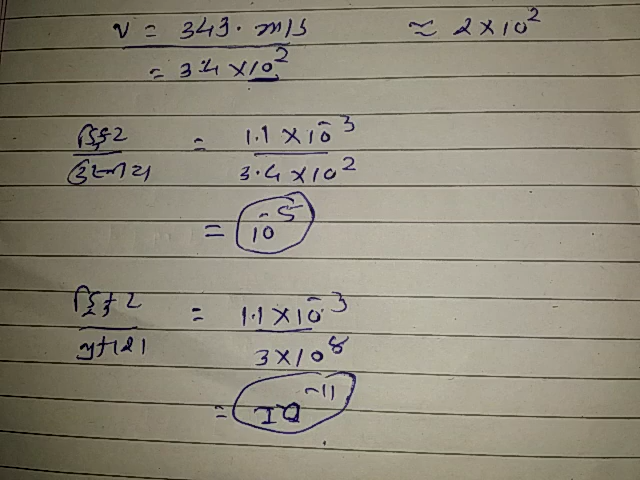 v = 343. m/s ≈ 2 × 10²
= 3.4 × 10²
= 1.1 × 10⁻³
3.4 × 10²
= 10⁻⁵
= 1.1 × 10⁻³
3 × 10⁸
= 10⁻¹¹